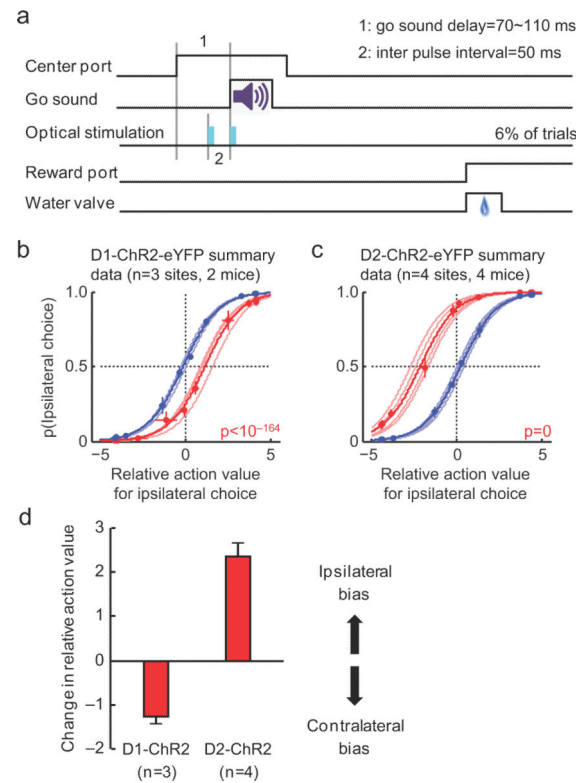 a
1: go sound delay=70~110 ms
2: inter pulse interval=50 ms
1
Center port
Go sound
Optical stimulation
6% of trials
2
Reward port
Water valve
b
D1-ChR2-eYFP summary
data (n=3 sites, 2 mice)
p(Ipsilateral choice)
1.0
0.5
0
p<10⁻¹⁶⁴
−5
0
5
Relative action value
for ipsilateral choice
c
D2-ChR2-eYFP summary
data (n=4 sites, 4 mice)
1.0
0.5
0
p=0
−5
0
5
Relative action value
for ipsilateral choice
d
Change in relative action value
3
2
1
0
−1
−2
D1-ChR2
(n=3)
D2-ChR2
(n=4)
Ipsilateral
bias
Contralateral
bias